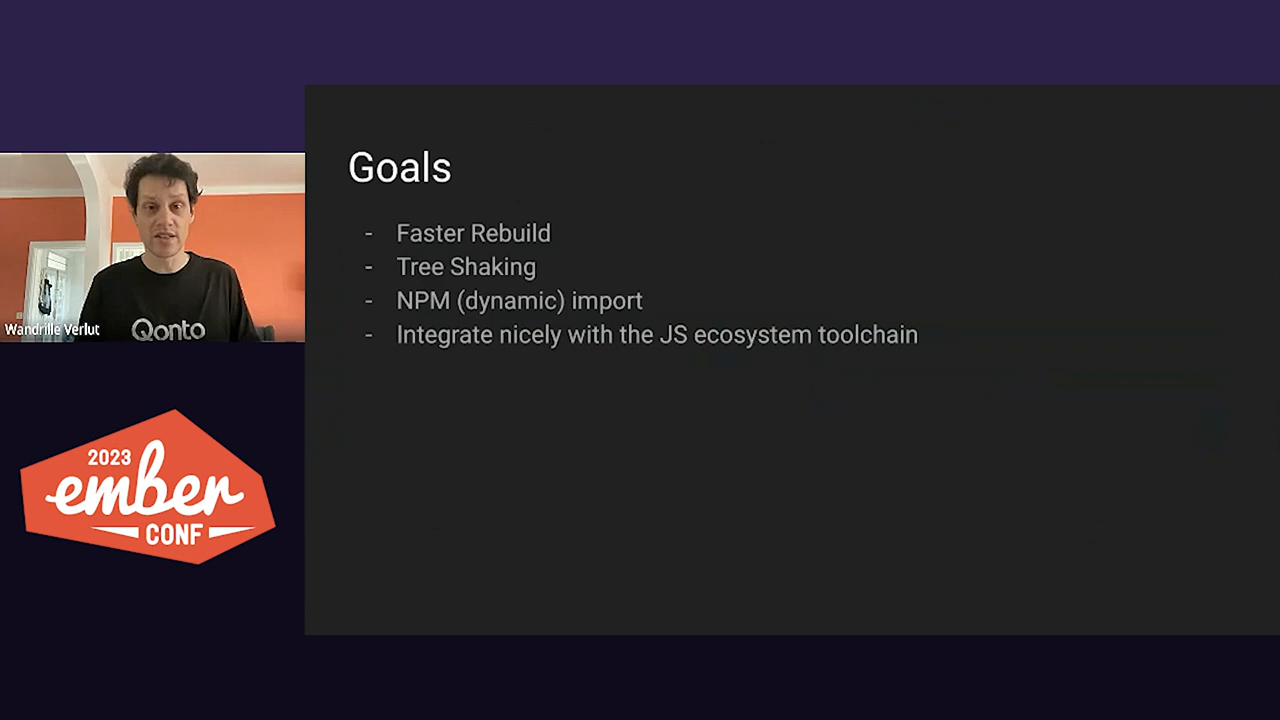 Goals
- Faster Rebuild
- Tree Shaking
- NPM (dynamic) import
- Integrate nicely with the JS ecosystem toolchain
Wandrille Verlut
Qonto
2023
ember
CONF